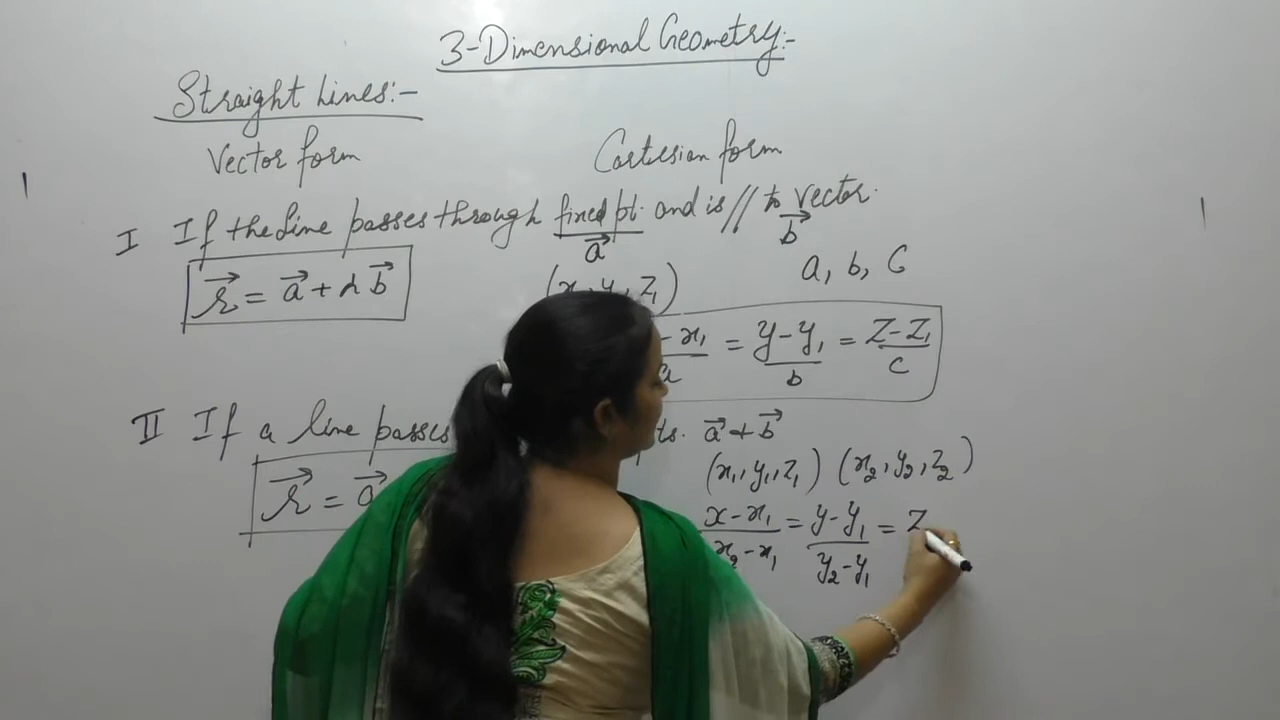 3-Dimensional Geometry:-
Straight Lines:-
Vector form
Cartesian form
I If the line passes through fixed pt. and is // to vector.
a⃗ b⃗
r⃗ = a⃗ + λ b⃗
(x₁, y₁, z₁) a, b, c
- x₁ / a = y - y₁ / b = z - z₁ / c
II If a line passes a⃗ & b⃗
(x₁, y₁, z₁) (x₂, y₂, z₂)
r⃗ = a⃗
x - x₁ / x₂ - x₁ = y - y₁ / y₂ - y₁ = z